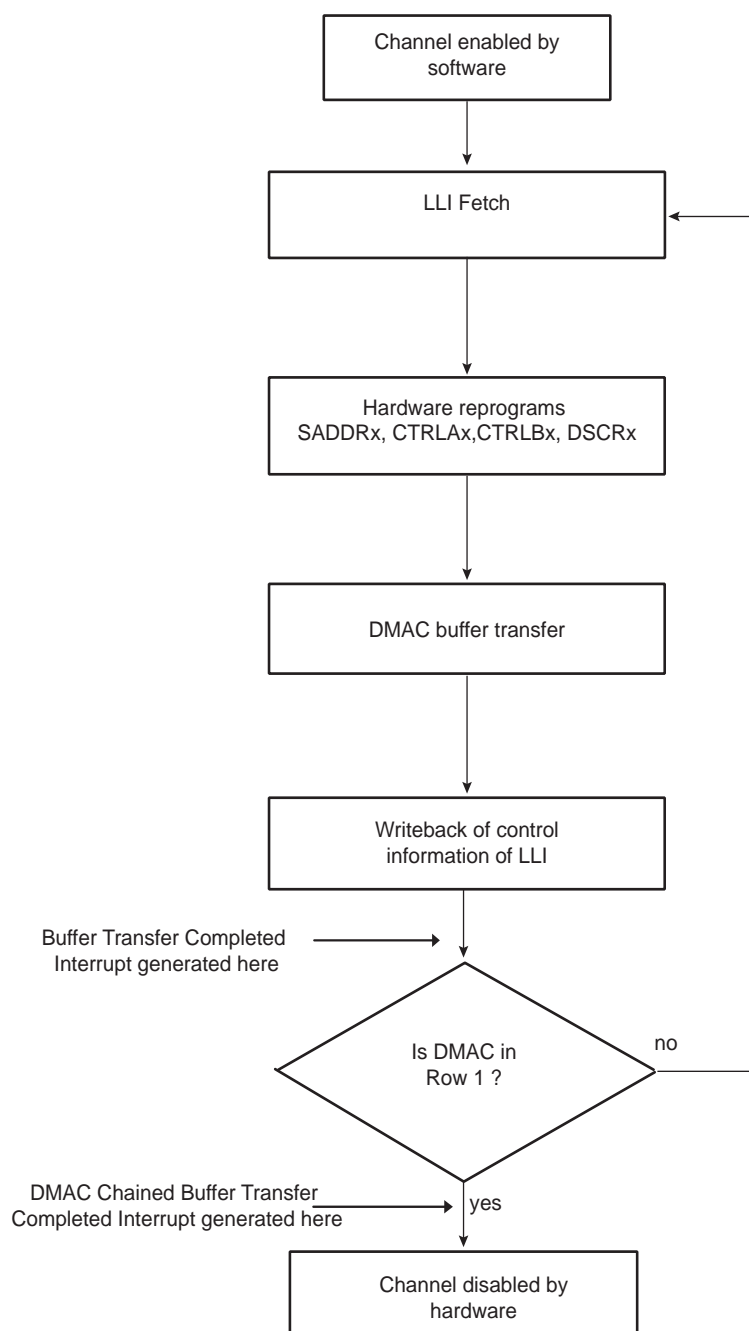 Channel enabled by
software
LLI Fetch
Hardware reprograms
SADDRx, CTRLAx,CTRLBx, DSCRx
DMAC buffer transfer
Writeback of control
information of LLI
Buffer Transfer Completed
Interrupt generated here
Is DMAC in
Row 1 ?
no
DMAC Chained Buffer Transfer
Completed Interrupt generated here
yes
Channel disabled by
hardware